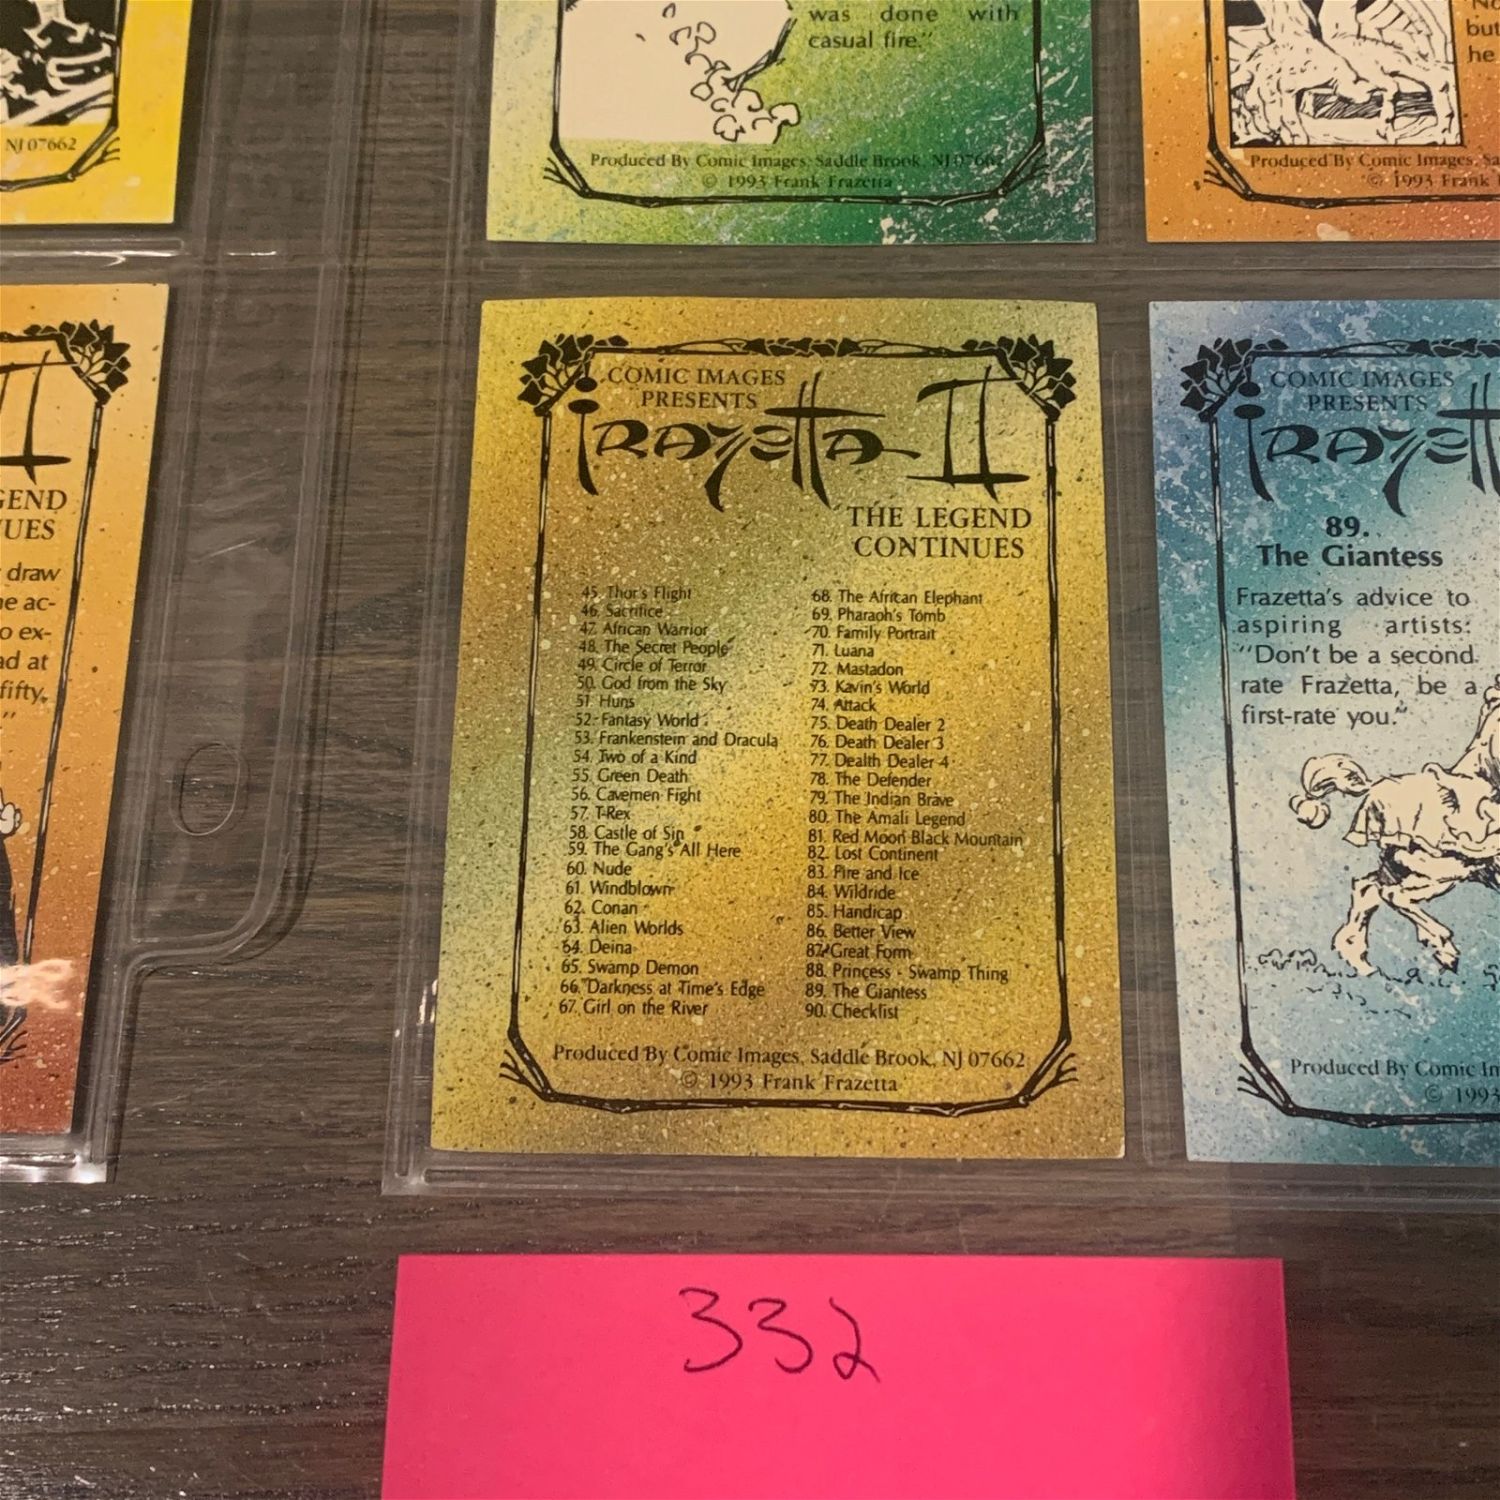 NJ 07662
was done with
casual fire."
Produced By Comic Images, Saddle Brook, NJ 07662
© 1993 Frank Frazetta
but
he
Produced By Comic Images,
© 1993 Frank
II
draw
"
COMIC IMAGES
PRESENTS
FRAZETTA II
THE LEGEND
CONTINUES
45. Thor's Flight
46. Sacrifice
47. African Warrior
48. The Secret People
49. Circle of Terror
50. God from the Sky
51. Huns
52. Fantasy World
53. Frankenstein and Dracula
54. Two of a Kind
55. Green Death
56. Cavemen Fight
57. T-Rex
58. Castle of Sin
59. The Gang's All Here
60. Nude
61. Windblown
62. Conan
63. Alien Worlds
64. Deina
65. Swamp Demon
66. Darkness at Time's Edge
67. Girl on the River
68. The African Elephant
69. Pharaoh's Tomb
70. Family Portrait
71. Luana
72. Mastadon
73. Kavin's World
74. Attack
75. Death Dealer 2
76. Death Dealer 3
77. Dealth Dealer 4
78. The Defender
79. The Indian Brave
80. The Amali Legend
81. Red Moon Black Mountain
82. Lost Continent
83. Fire and Ice
84. Wildride
85. Handicap
86. Better View
87. Great Form
88. Princess - Swamp Thing
89. The Giantess
90. Checklist
Produced By Comic Images, Saddle Brook, NJ 07662
© 1993 Frank Frazetta
COMIC IMAGES
PRESENTS
89.
The Giantess
Frazetta's advice to
aspiring artists:
"Don't be a second
rate Frazetta, be a
first-rate you."
Produced By Comic
© 1993
332